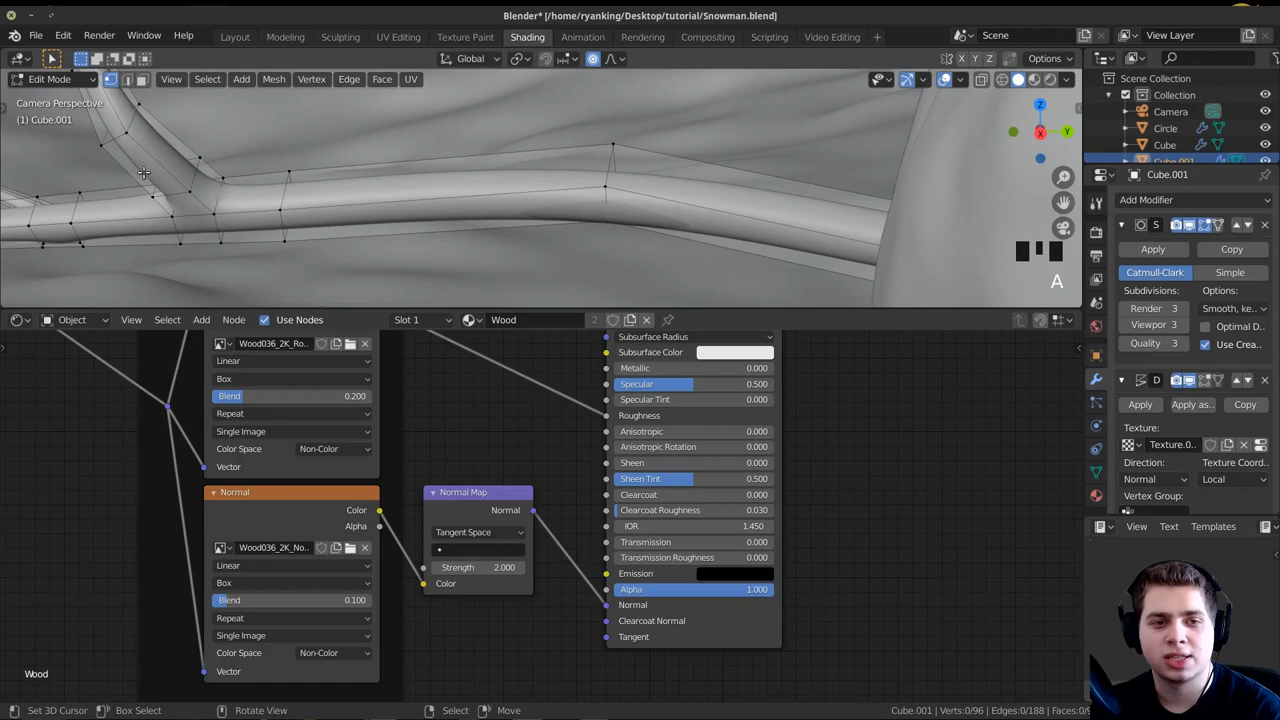 Blender* [/home/ryanking/Desktop/tutorial/Snowman.blend]
File Edit Render Window Help Layout Modeling Sculpting UV Editing Texture Paint Shading Animation Rendering Compositing Scripting Video Editing Scene View Layer
Global X Y Z Options
Edit Mode View Select Add Mesh Vertex Edge Face UV
Scene Collection
Collection
Camera
Circle
Cube
Cube.001
Camera Perspective
(1) Cube.001
Z
Y
X
A
Cube.001
Add Modifier
S
Apply Copy
Catmull-Clark Simple
Subdivisions: Options:
Render 3 Smooth, ke..
Viewpor 3 Optimal D..
Quality 3 Use Crea..
D
Apply Apply as.. Copy
Texture:
Texture.0..
Direction: Texture Coord..
Normal Local
Vertex Group:
View Text Templates
Object View Select Add Node Use Nodes Slot 1 Wood 2
Wood036_2K_Ro..
Linear
Box
Blend 0.200
Repeat
Single Image
Color Space Non-Color
Vector
Normal
Color
Alpha
Wood036_2K_No..
Linear
Box
Blend 0.100
Repeat
Single Image
Color Space Non-Color
Vector
Normal Map
Normal
Tangent Space
Strength 2.000
Color
Subsurface Radius
Subsurface Color
Metallic 0.000
Specular 0.500
Specular Tint 0.000
Roughness
Anisotropic 0.000
Anisotropic Rotation 0.000
Sheen 0.000
Sheen Tint 0.500
Clearcoat 0.000
Clearcoat Roughness 0.030
IOR 1.450
Transmission 0.000
Transmission Roughness 0.000
Emission
Alpha 1.000
Normal
Clearcoat Normal
Tangent
Wood
Set 3D Cursor Box Select Rotate View Select Move Cube.001 | Verts:0/96 | Edges:0/188 | Faces:0/9